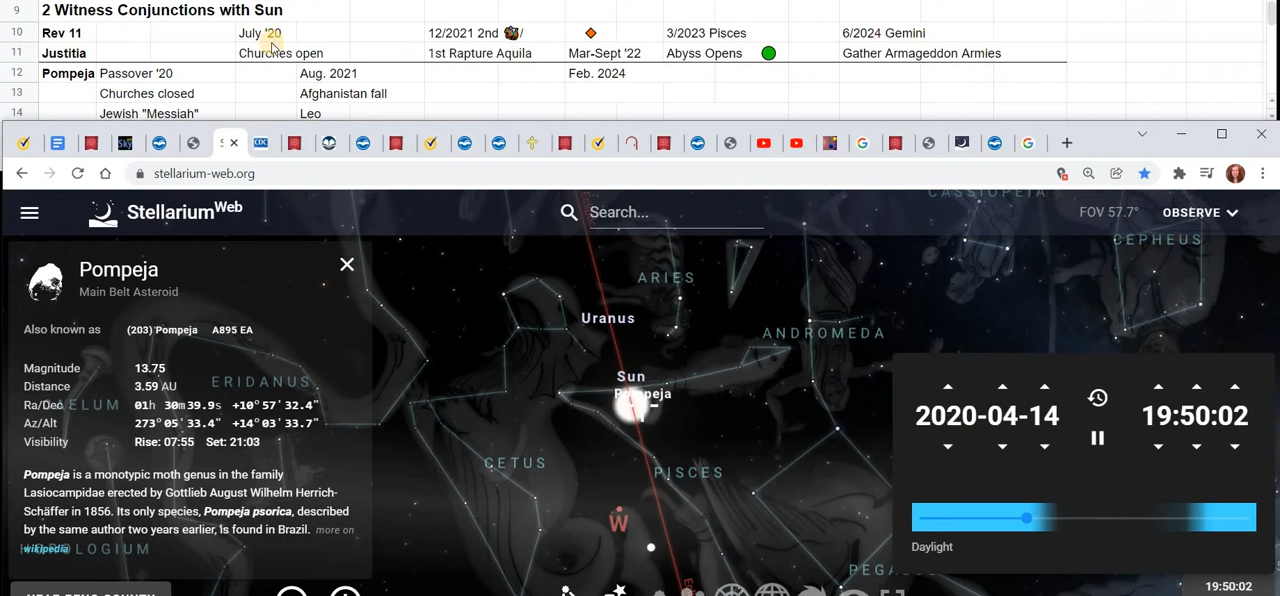 9 2 Witness Conjunctions with Sun
10 Rev 11 July '20 12/2021 2nd / 3/2023 Pisces 6/2024 Gemini
11 Justitia Churches open 1st Rapture Aquila Mar-Sept '22 Abyss Opens Gather Armageddon Armies
12 Pompeja Passover '20 Aug. 2021 Feb. 2024
13 Churches closed Afghanistan fall
14 Jewish "Messiah" Leo
stellarium-web.org
Stellarium Web
Search...
FOV 57.7°
OBSERVE
CASSIOPEIA
CEPHEUS
Pompeja
Main Belt Asteroid
Also known as (203) Pompeja A895 EA
Magnitude 13.75
Distance 3.59 AU
Ra/Dec 01h 30m39.9s +10°57'32.4"
Az/Alt 273°05'33.4" +14°03'33.7"
Visibility Rise: 07:55 Set: 21:03
Pompeja is a monotypic moth genus in the family
Lasiocampidae erected by Gottlieb August Wilhelm Herrich-
Schäffer in 1856. Its only species, Pompeja psorica, described
by the same author two years earlier, is found in Brazil. more on
wikipedia
ERIDANUS
CAELUM
HOROLOGIUM
ARIES
Uranus
ANDROMEDA
Sun
Pompeja
CETUS
PISCES
W
2020-04-14 19:50:02
Daylight
19:50:02